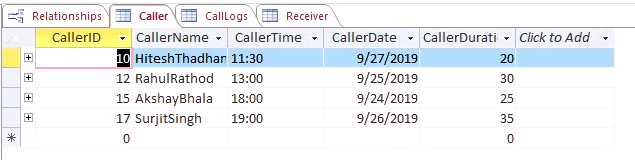 Relationships Caller CallLogs Receiver
CallerID CallerName CallerTime CallerDate CallerDurati Click to Add
10 HiteshThadhan 11:30 9/27/2019 20
12 RahulRathod 13:00 9/25/2019 30
15 AkshayBhala 18:00 9/24/2019 25
17 SurjitSingh 19:00 9/26/2019 35
0 0